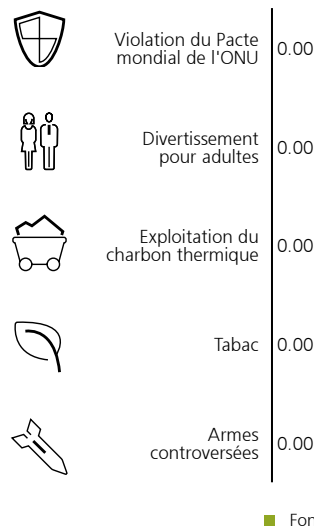 Violation du Pacte
mondial de l'ONU 0.00
Divertissement
pour adultes 0.00
Exploitation du
charbon thermique 0.00
Tabac 0.00
Armes
controversées 0.00